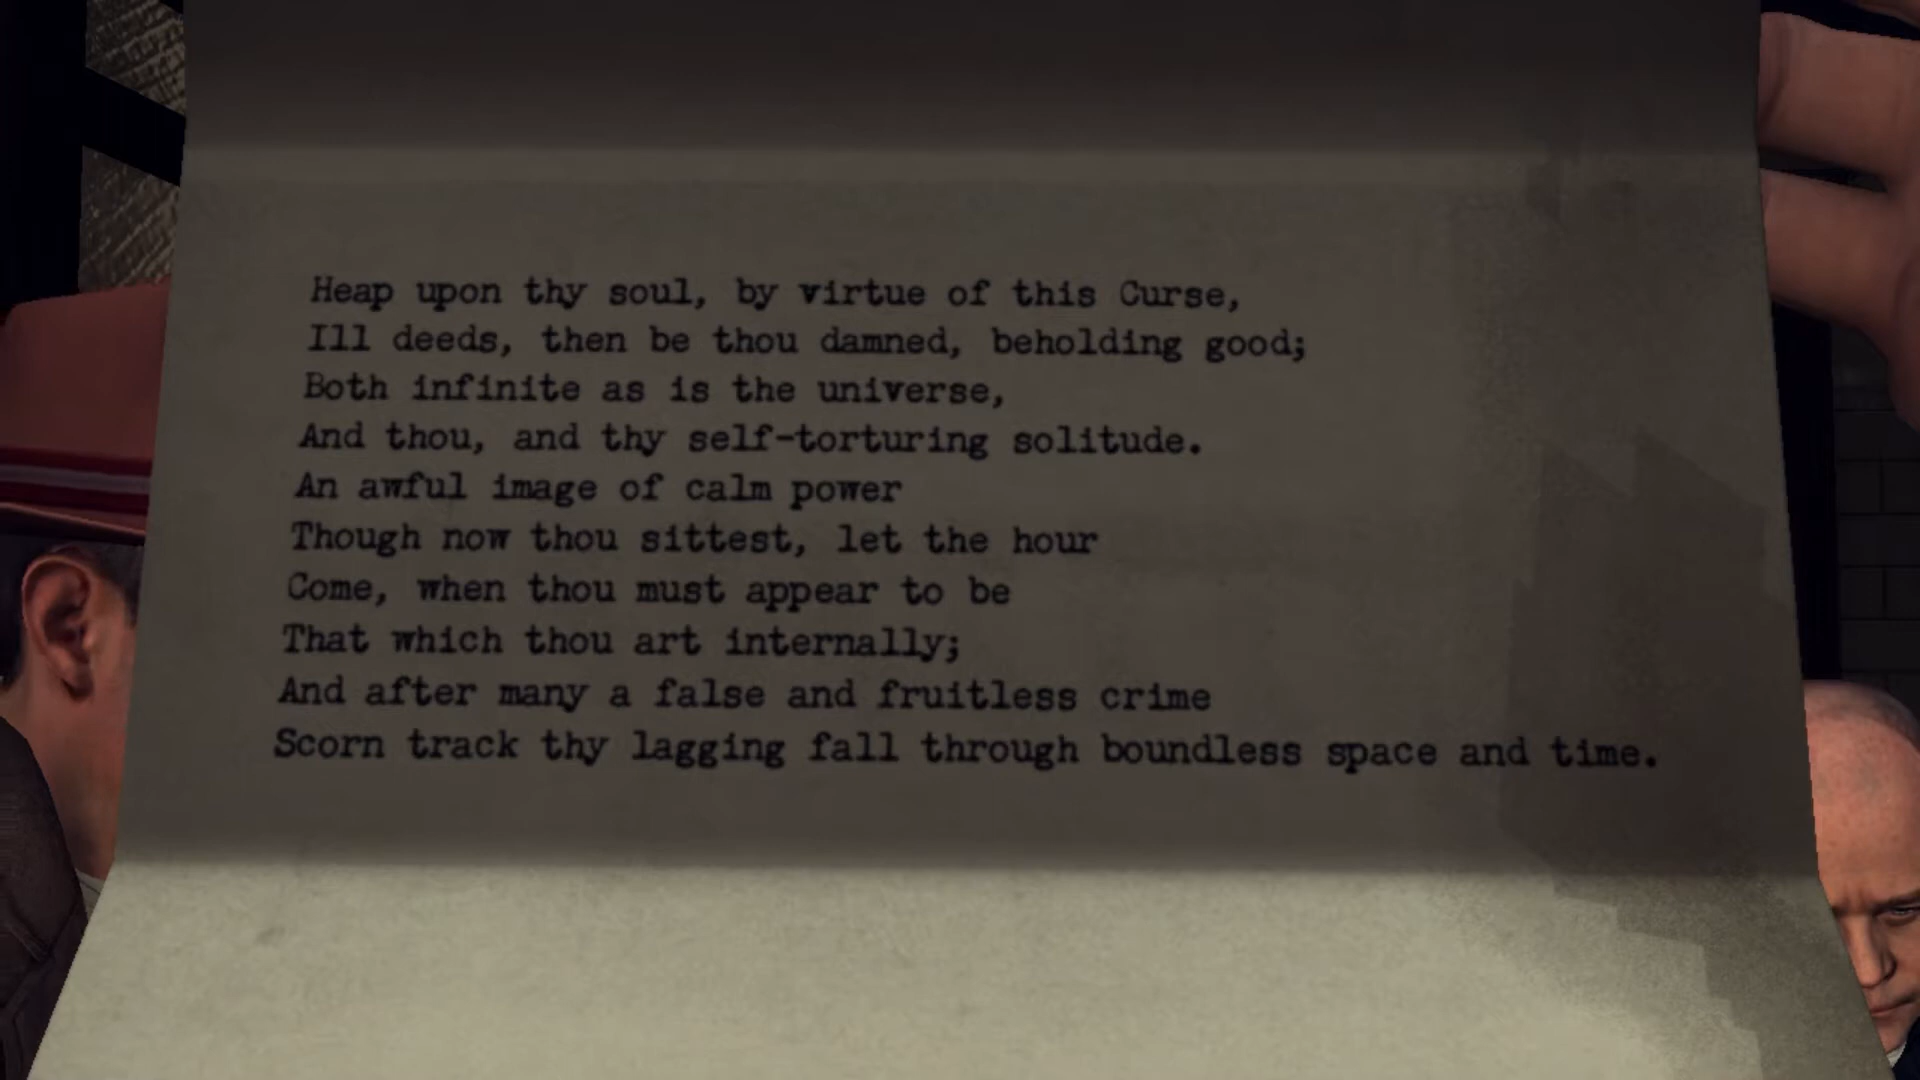 Heap upon thy soul, by virtue of this Curse,
Ill deeds, then be thou damned, beholding good;
Both infinite as is the universe,
And thou, and thy self-torturing solitude.
An awful image of calm power
Though now thou sittest, let the hour
Come, when thou must appear to be
That which thou art internally;
And after many a false and fruitless crime
Scorn track thy lagging fall through boundless space and time.